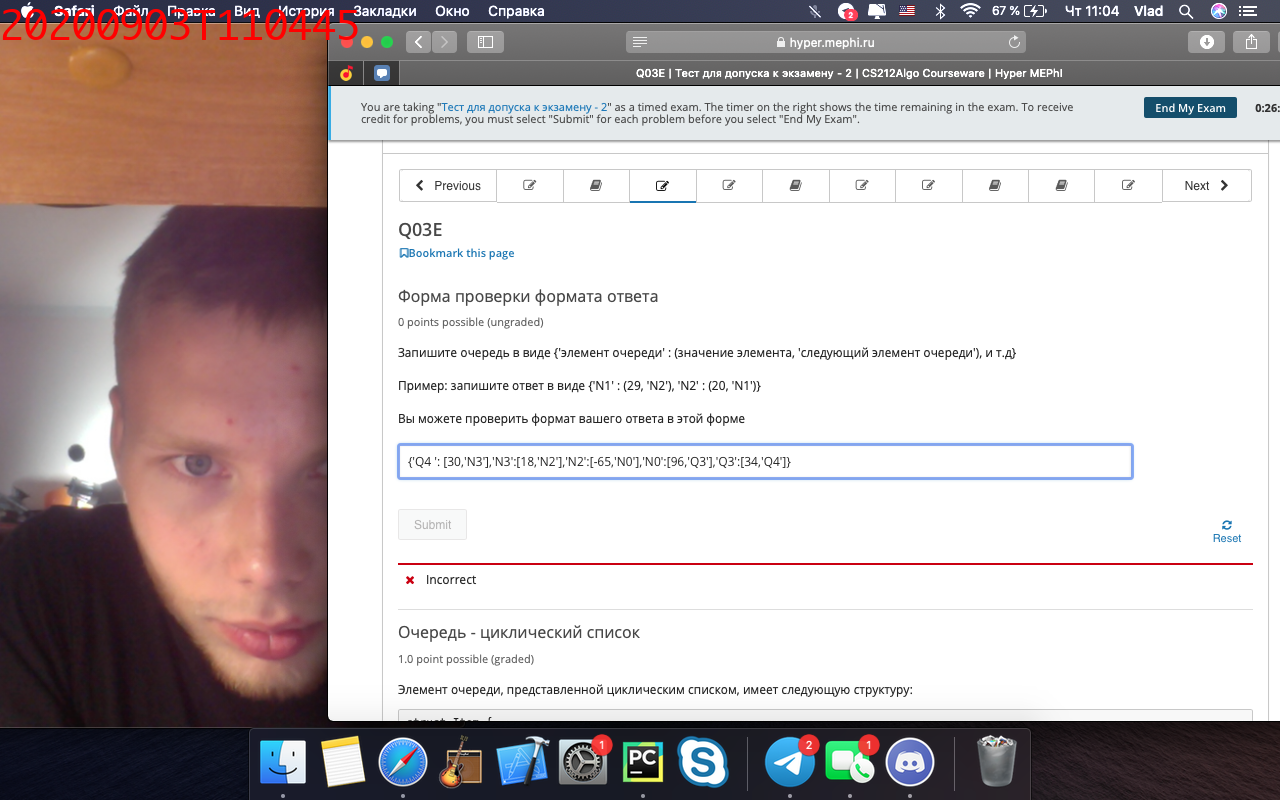 Safari Файл Правка Вид История Закладки Окно Справка 2 67 % Чт 11:04 Vlad
20200903T110445
hyper.mephi.ru
Q03E | Тест для допуска к экзамену - 2 | CS212Algo Courseware | Hyper MEPhI
You are taking "Тест для допуска к экзамену - 2" as a timed exam. The timer on the right shows the time remaining in the exam. To receive
credit for problems, you must select "Submit" for each problem before you select "End My Exam".
End My Exam 0:26:
Previous Next
Q03E
Bookmark this page
Форма проверки формата ответа
0 points possible (ungraded)
Запишите очередь в виде {'элемент очереди' : (значение элемента, 'следующий элемент очереди'), и т.д}
Пример: запишите ответ в виде {'N1' : (29, 'N2'), 'N2' : (20, 'N1')}
Вы можете проверить формат вашего ответа в этой форме
{'Q4 ': [30,'N3'],'N3':[18,'N2'],'N2':[-65,'N0'],'N0':[96,'Q3'],'Q3':[34,'Q4']}
Submit
Reset
Incorrect
Очередь - циклический список
1.0 point possible (graded)
Элемент очереди, представленной циклическим списком, имеет следующую структуру:
1 PC 2 1